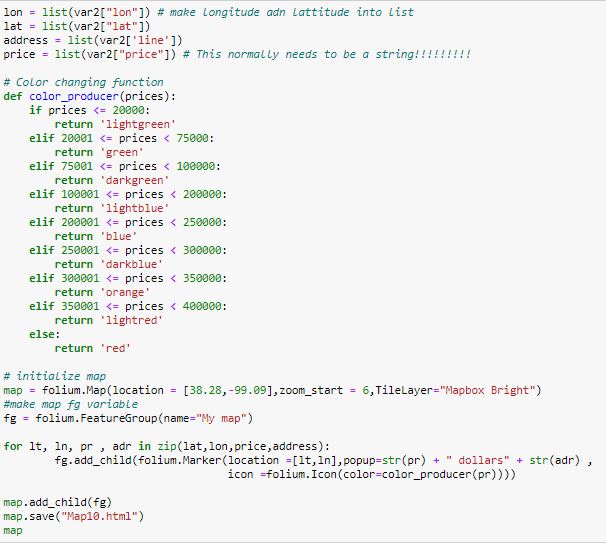 lon = list(var2["lon"]) # make Longitude adn Lattitude into List
lat = list(var2["lat"])
address = list(var2['line'])
price = list(var2["price"]) # This normally needs to be a string!!!!!!!!!
# Color changing function
def color_producer(prices):
    if prices <= 20000:
        return 'lightgreen'
    elif 20001 <= prices < 75000:
        return 'green'
    elif 75001 <= prices < 100000:
        return 'darkgreen'
    elif 100001 <= prices < 200000:
        return 'lightblue'
    elif 200001 <= prices < 250000:
        return 'blue'
    elif 250001 <= prices < 300000:
        return 'darkblue'
    elif 300001 <= prices < 350000:
        return 'orange'
    elif 350001 <= prices < 400000:
        return 'lightred'
    else:
        return 'red'
# initialize map
map = folium.Map(location = [38.28,-99.09],zoom_start = 6,TileLayer="Mapbox Bright")
#make map fg variable
fg = folium.FeatureGroup(name="My map")
for lt, ln, pr , adr in zip(lat,lon,price,address):
        fg.add_child(folium.Marker(location =[lt,ln],popup=str(pr) + " dollars" + str(adr) ,
                                icon =folium.Icon(color=color_producer(pr))))
map.add_child(fg)
map.save("Map10.html")
map